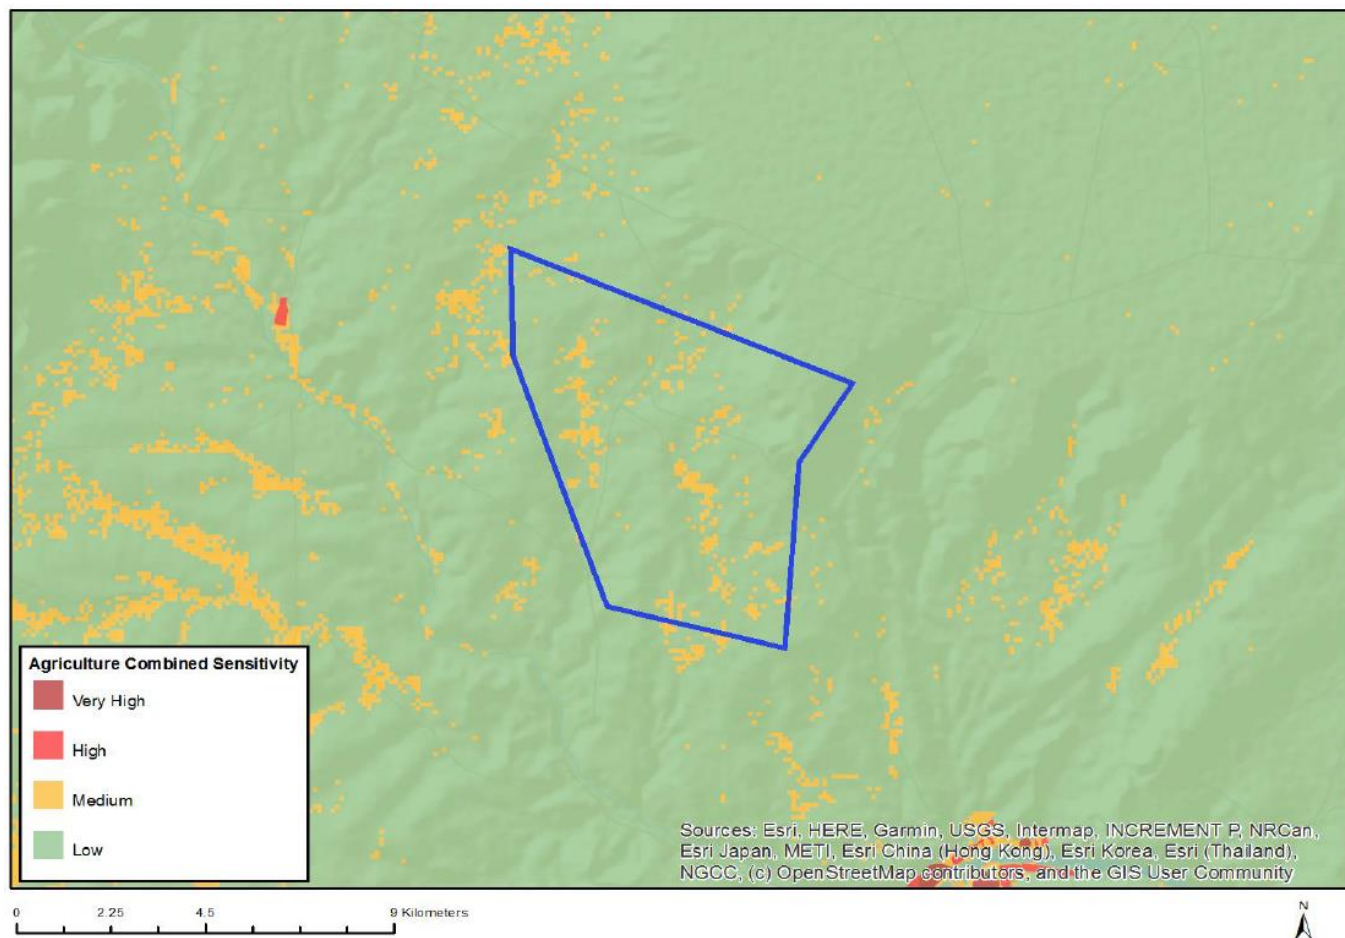 Agriculture Combined Sensitivity
Very High
High
Medium
Low
Sources: Esri, HERE, Garmin, USGS, Intermap, INCREMENT P, NRCan,
Esri Japan, METI, Esri China (Hong Kong), Esri Korea, Esri (Thailand),
NGCC, (c) OpenStreetMap contributors, and the GIS User Community
0 2.25 4.5 9 Kilometers
N